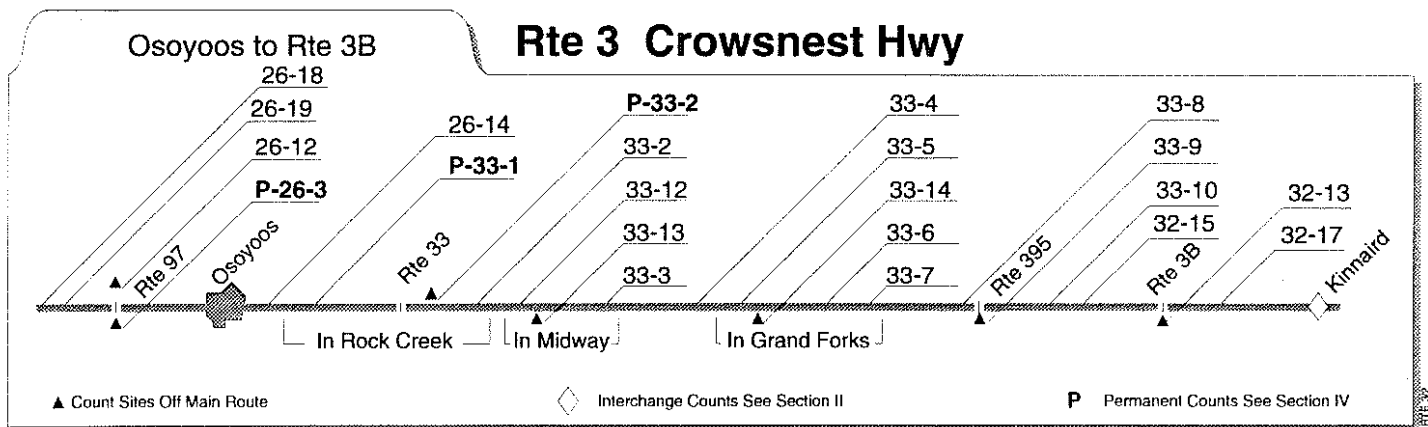 Osoyoos to Rte 3B
Rte 3 Crowsnest Hwy
26-18
26-19
26-12
P-26-3
26-14
P-33-1
P-33-2
33-2
33-12
33-13
33-3
33-4
33-5
33-14
33-6
33-7
33-8
33-9
33-10
32-15
32-13
32-17
Rte 97
Osoyoos
Rte 33
Rte 395
Rte 3B
Kinnaird
In Rock Creek
In Midway
In Grand Forks
Count Sites Off Main Route
Interchange Counts See Section II
P Permanent Counts See Section IV